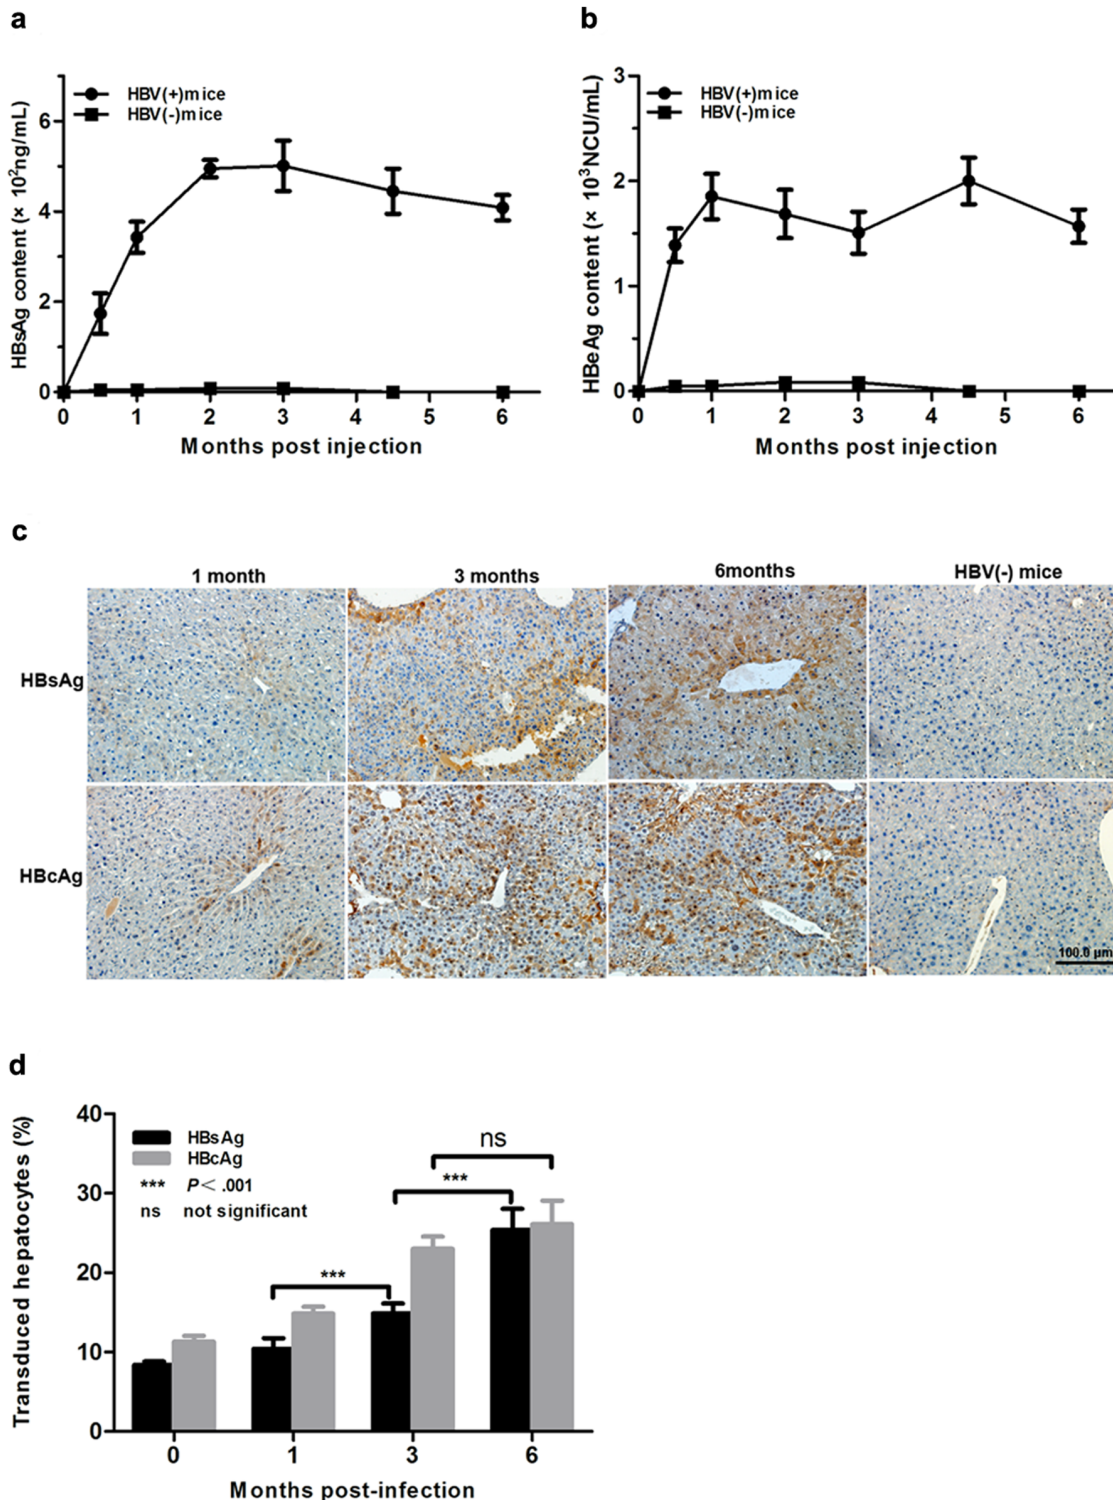 a
HBsAg content (× 10²ng/mL)
HBV(+)mice
HBV(-)mice
6
4
2
0
0 1 2 3 4 5 6
Months post injection
b
HBeAg content (× 10³NCU/mL)
HBV(+)mice
HBV(-)mice
3
2
1
0
0 1 2 3 4 5 6
Months post injection
c
1 month 3 months 6months HBV(-) mice
HBsAg
HBcAg
100.0 μm
d
Transduced hepatocytes (%)
40
30
20
10
0
HBsAg
HBcAg
*** P< .001
ns not significant
***
***
ns
0 1 3 6
Months post-infection